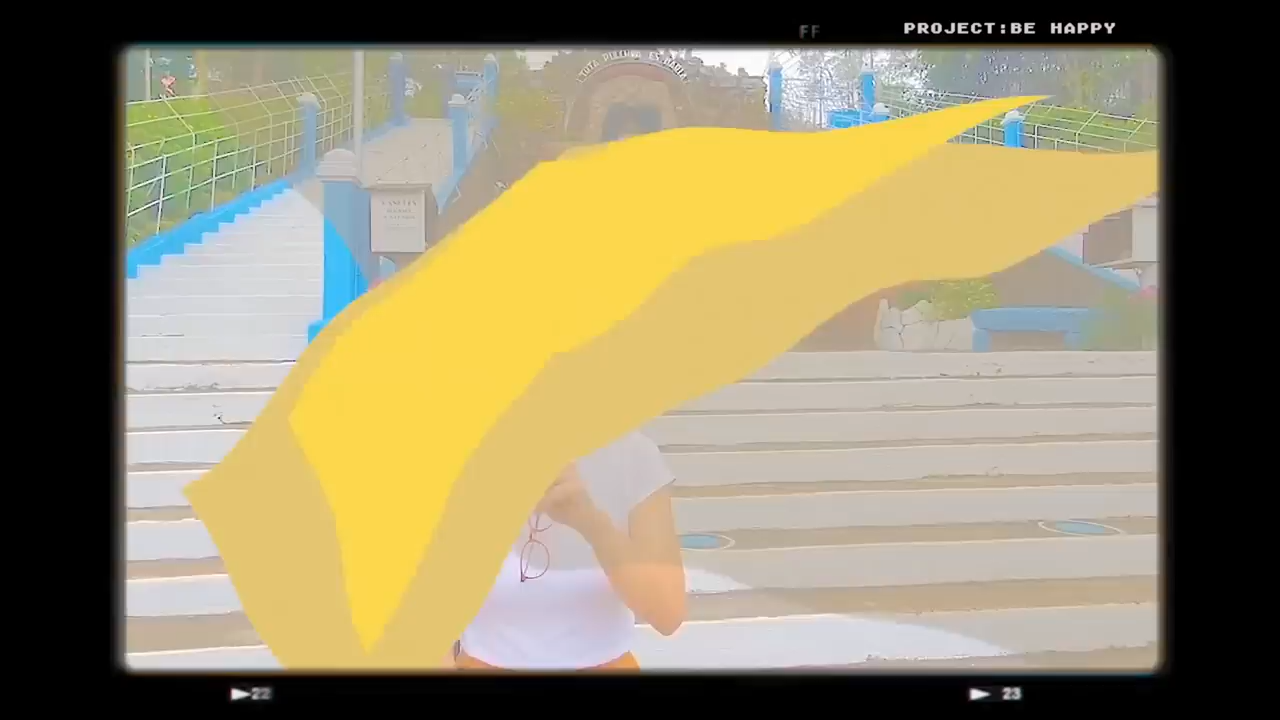 FF
PROJECT:BE HAPPY
TOTA PULCHRA ES MARIA
▶22
▶ 23